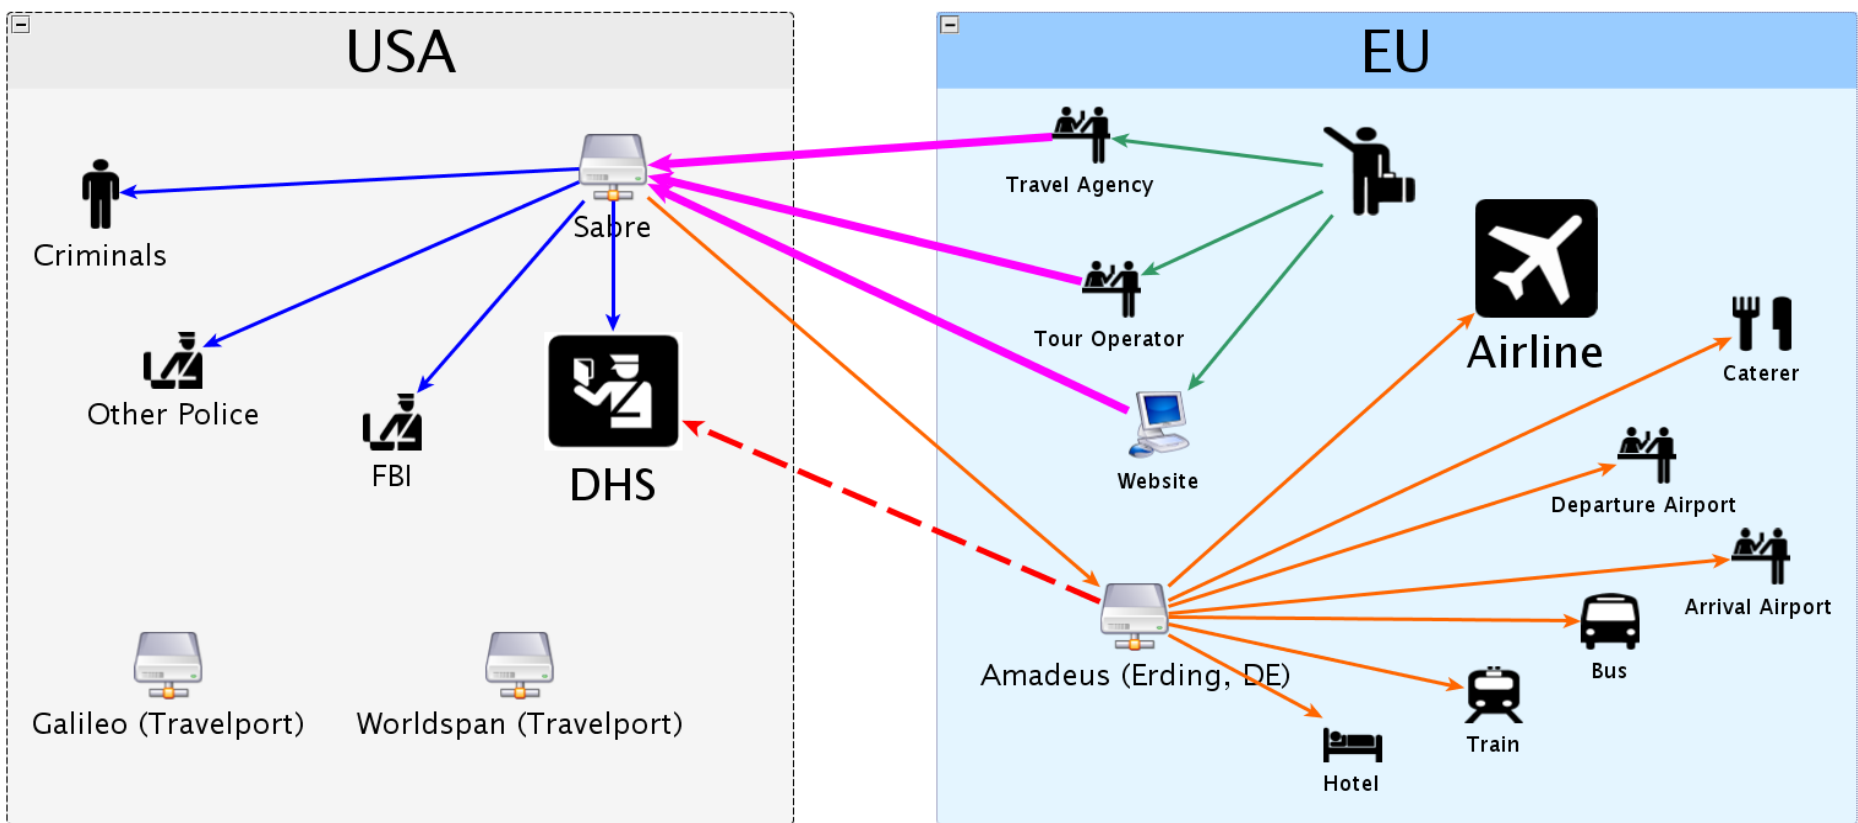 USA
EU
Travel Agency
Sabre
Criminals
Tour Operator
Airline
Caterer
Other Police
FBI
DHS
Website
Departure Airport
Arrival Airport
Amadeus (Erding, DE)
Bus
Galileo (Travelport)
Worldspan (Travelport)
Train
Hotel